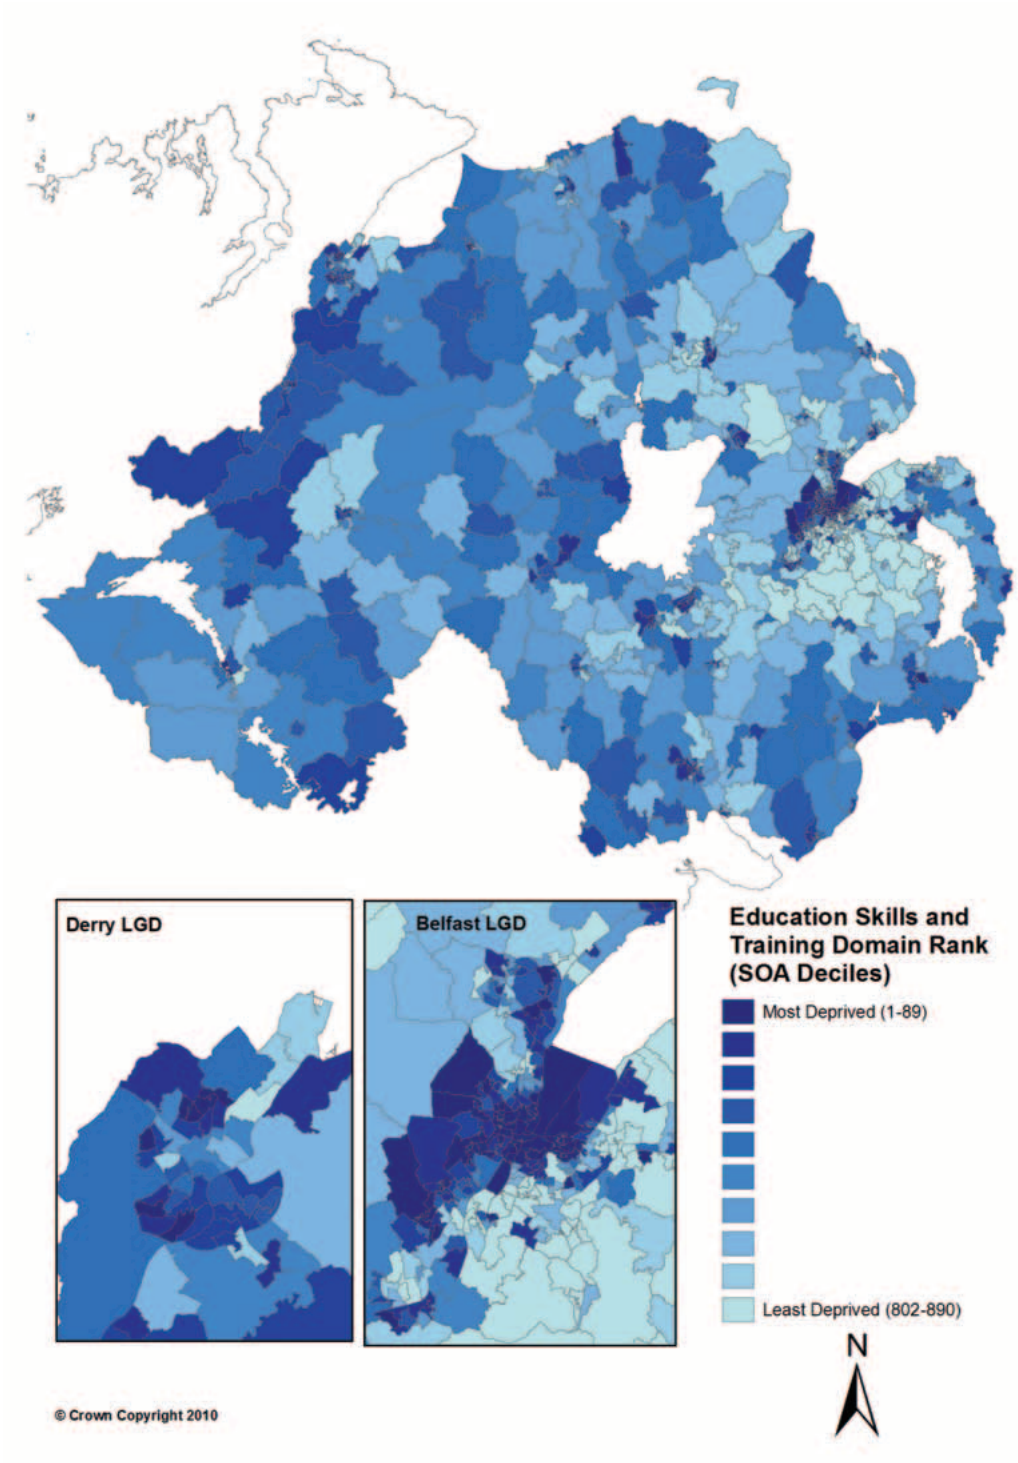 Derry LGD
Belfast LGD
Education Skills and
Training Domain Rank
(SOA Deciles)
Most Deprived (1-89)
Least Deprived (802-890)
N
© Crown Copyright 2010